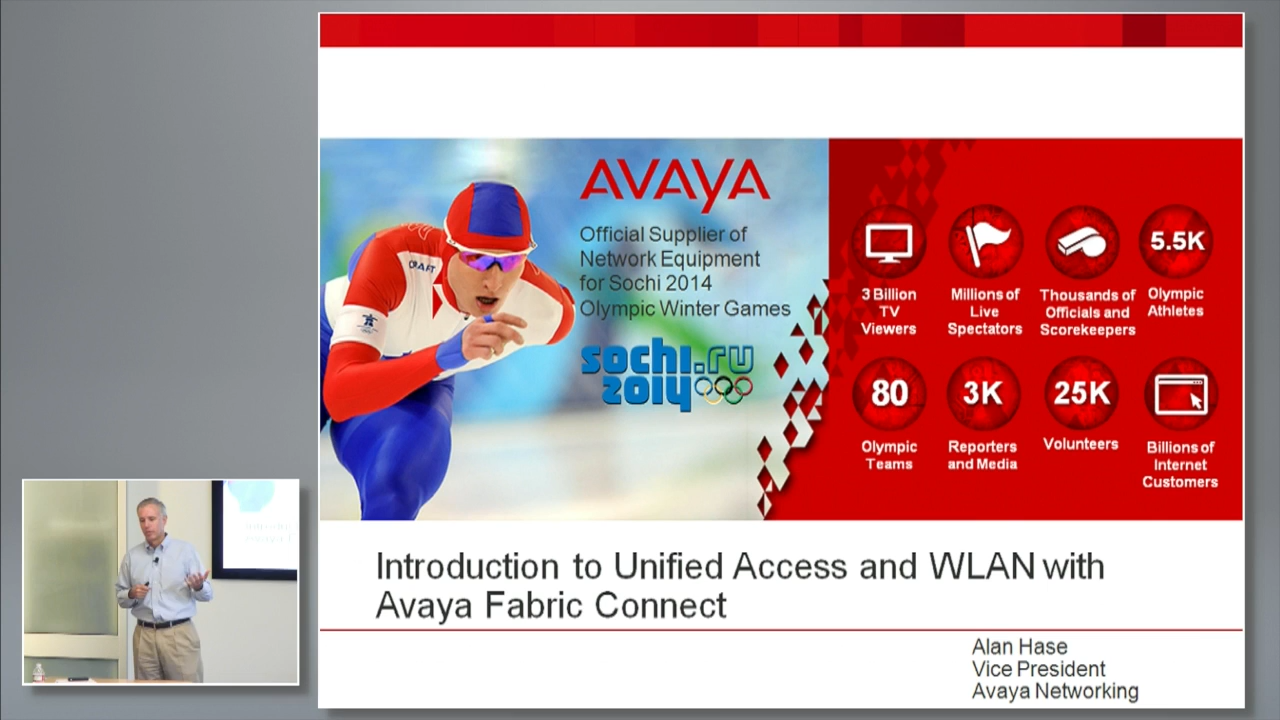 AVAYA
Official Supplier of
Network Equipment
for Sochi 2014
Olympic Winter Games
sochi.ru
2014
CRAFT
3 Billion
TV
Viewers
Millions of
Live
Spectators
Thousands of
Officials and
Scorekeepers
5.5K
Olympic
Athletes
80
Olympic
Teams
3K
Reporters
and Media
25K
Volunteers
Billions of
Internet
Customers
Introduction to Unified Access and WLAN with
Avaya Fabric Connect
Alan Hase
Vice President
Avaya Networking